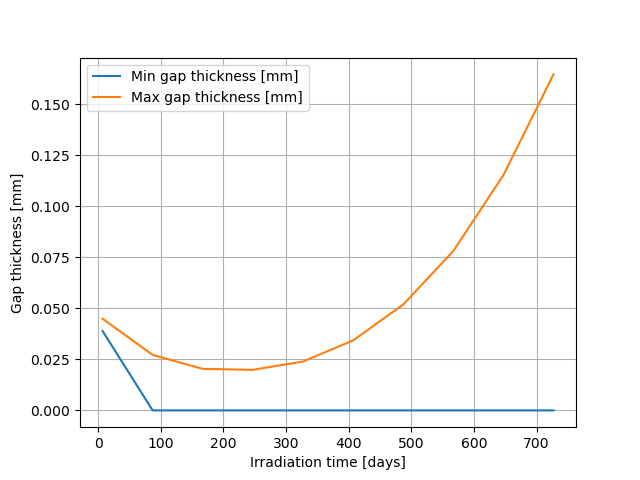 Min gap thickness [mm]
Max gap thickness [mm]
0.150
0.125
0.100
0.075
0.050
0.025
0.000
Gap thickness [mm]
0 100 200 300 400 500 600 700
Irradiation time [days]